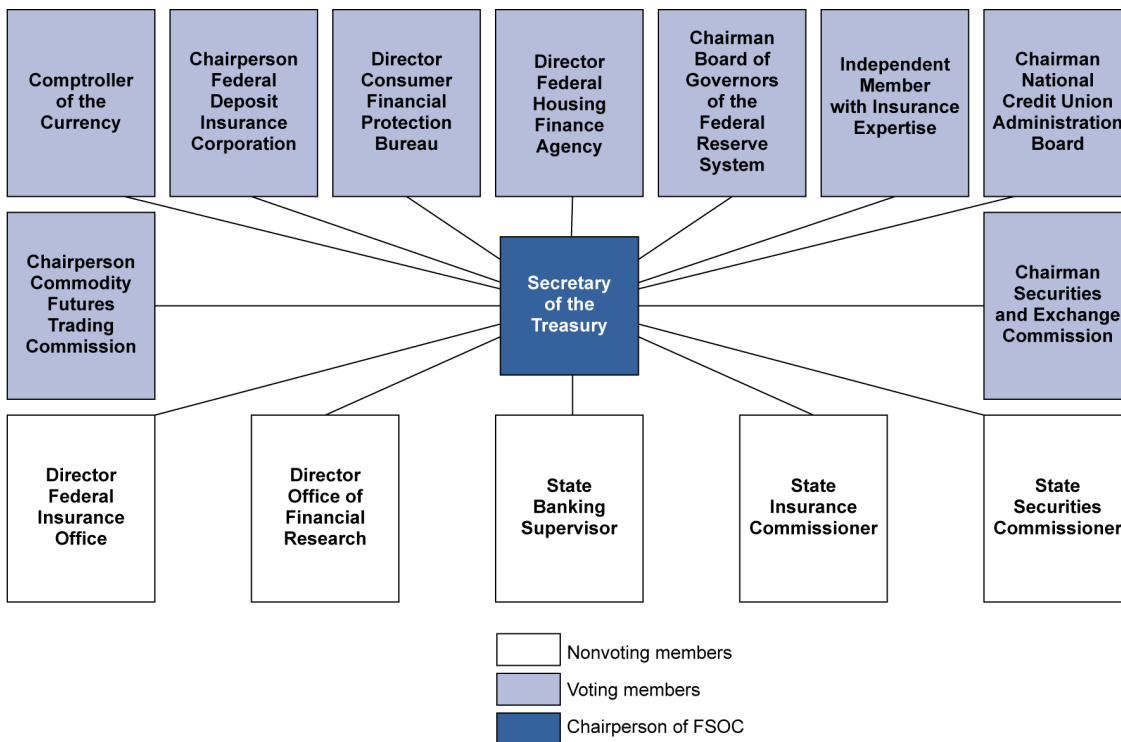 Comptroller
of the
Currency
Chairperson
Federal
Deposit
Insurance
Corporation
Director
Consumer
Financial
Protection
Bureau
Director
Federal
Housing
Finance
Agency
Chairman
Board of
Governors
of the
Federal
Reserve
System
Independent
Member
with Insurance
Expertise
Chairman
National
Credit Union
Administration
Board
Chairperson
Commodity
Futures
Trading
Commission
Secretary
of the
Treasury
Chairman
Securities
and Exchange
Commission
Director
Federal
Insurance
Office
Director
Office of
Financial
Research
State
Banking
Supervisor
State
Insurance
Commissioner
State
Securities
Commissioner
Nonvoting members
Voting members
Chairperson of FSOC